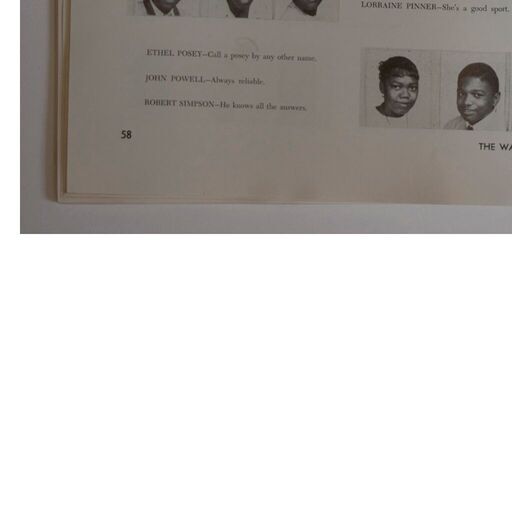 LORRAINE PINNER—She's a good sport.
ETHEL POSEY—Call a posey by any other name.
JOHN POWELL—Always reliable.
ROBERT SIMPSON—He knows all the answers.
58
THE WA